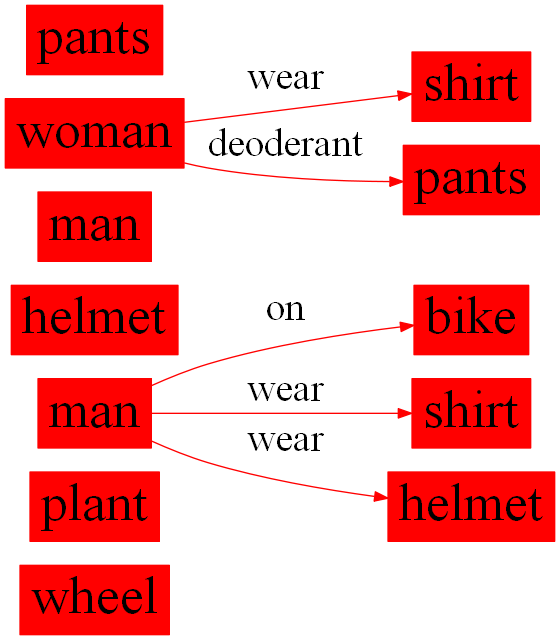 pants
woman
wear
shirt
deoderant
pants
man
helmet
man
on
bike
wear
shirt
wear
helmet
plant
wheel